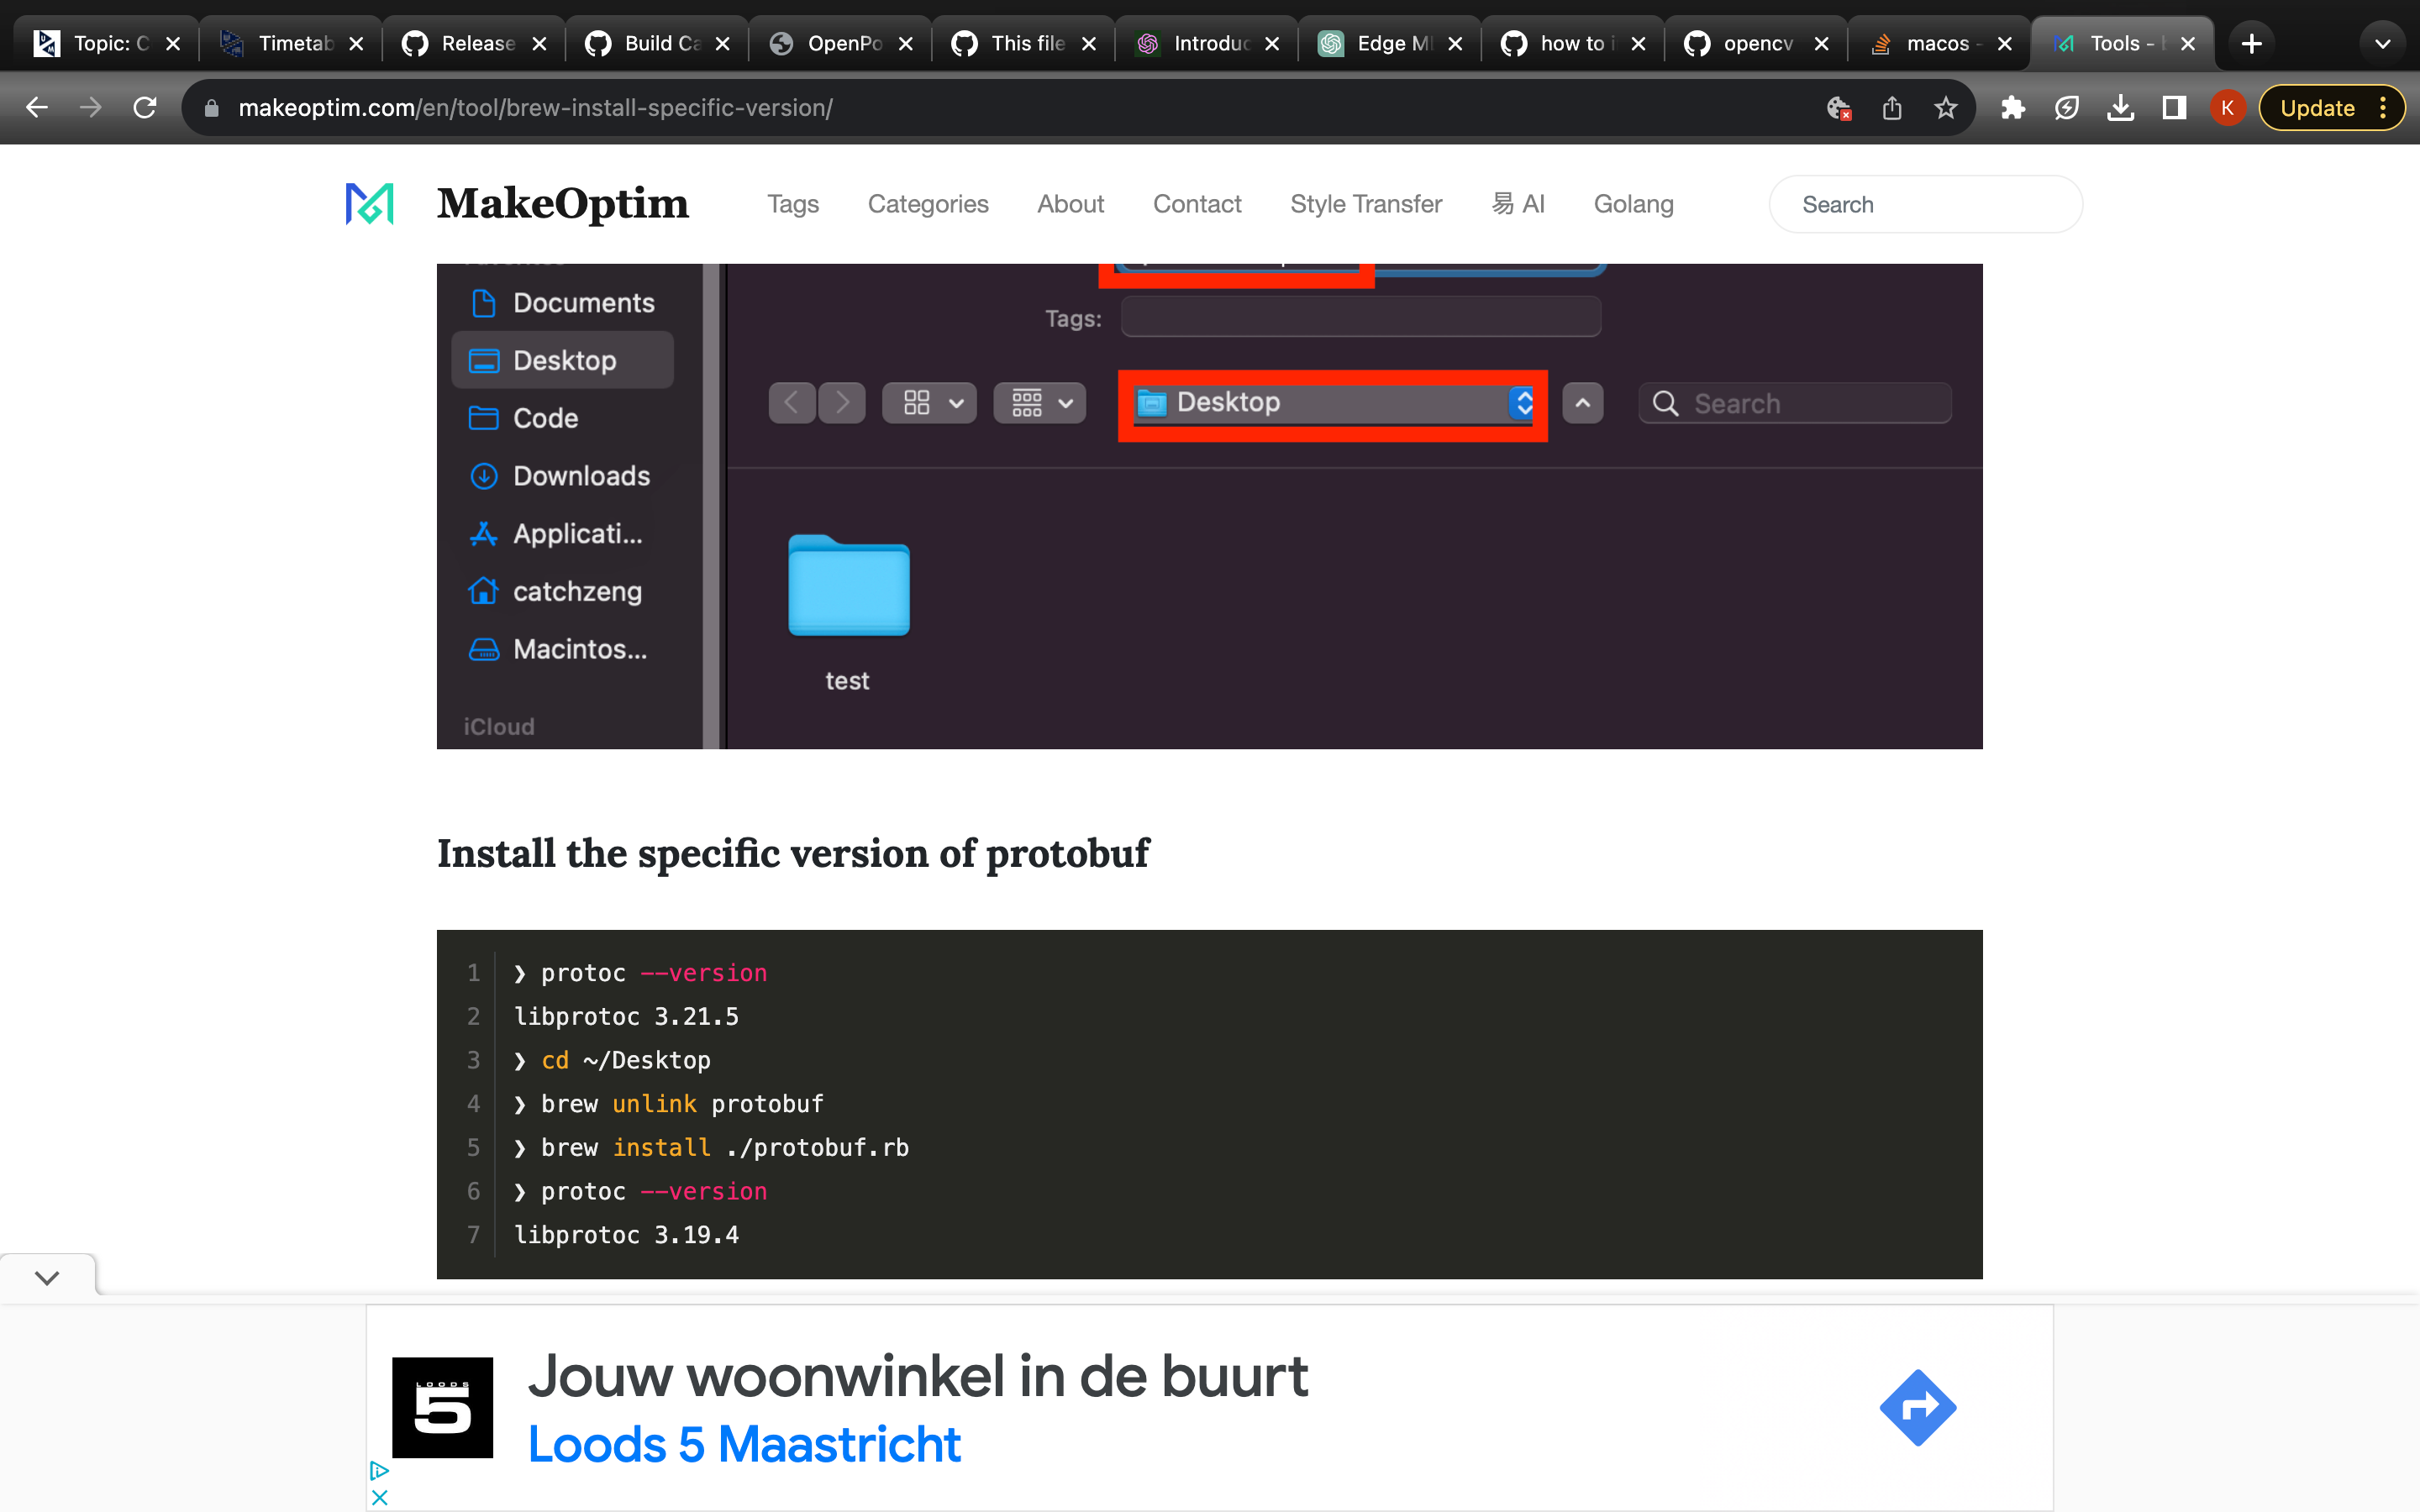 Topic: C
Timetab
Release
Build Ca
OpenPo
This file
Introduc
Edge Ml
how to i
opencv
macos -
Tools - b
makeoptim.com/en/tool/brew-install-specific-version/
K
Update
MakeOptim
Tags
Categories
About
Contact
Style Transfer
易 AI
Golang
Search
Documents
Desktop
Code
Downloads
Applicati...
catchzeng
Macintos...
iCloud
Tags:
Desktop
Search
test
Install the specific version of protobuf
1 ❯ protoc --version
2 libprotoc 3.21.5
3 ❯ cd ~/Desktop
4 ❯ brew unlink protobuf
5 ❯ brew install ./protobuf.rb
6 ❯ protoc --version
7 libprotoc 3.19.4
LOODS
5
Jouw woonwinkel in de buurt
Loods 5 Maastricht